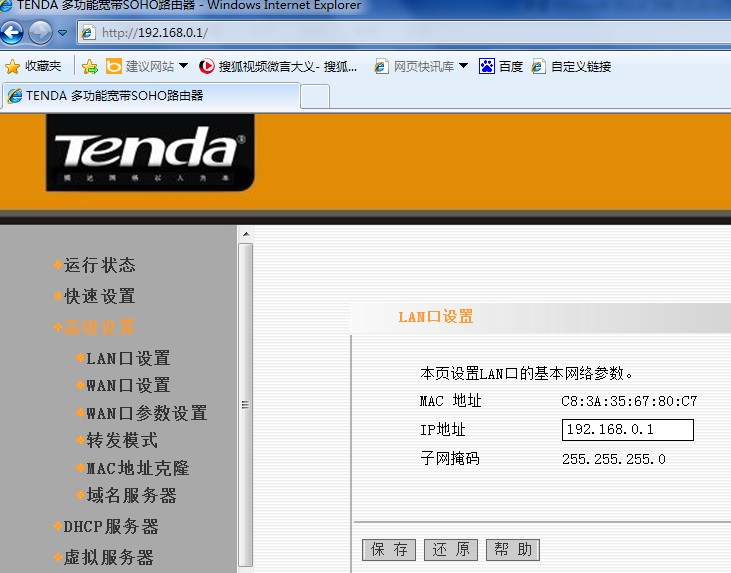 TENDA 多功能宽带SOHO路由器 - Windows Internet Explorer
http://192.168.0.1/
收藏夹 建议网站 搜狐视频微言大义- 搜狐... 网页快讯库 百度 自定义链接
TENDA 多功能宽带SOHO路由器
Tenda®
腾达网络以人为本
运行状态
快速设置
高级设置
LAN口设置
WAN口设置
WAN口参数设置
转发模式
MAC地址克隆
域名服务器
DHCP服务器
虚拟服务器
LAN口设置
本页设置LAN口的基本网络参数。
MAC 地址 C8:3A:35:67:80:C7
IP地址 192.168.0.1
子网掩码 255.255.255.0
保存 还原 帮助